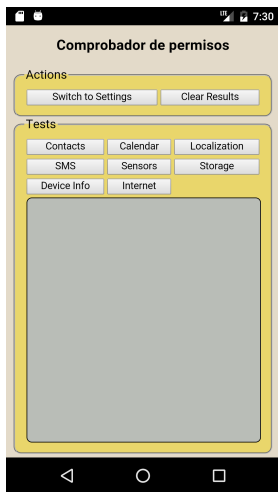 LTE 7:30
Comprobador de permisos
Actions
Switch to Settings Clear Results
Tests
Contacts Calendar Localization
SMS Sensors Storage
Device Info Internet